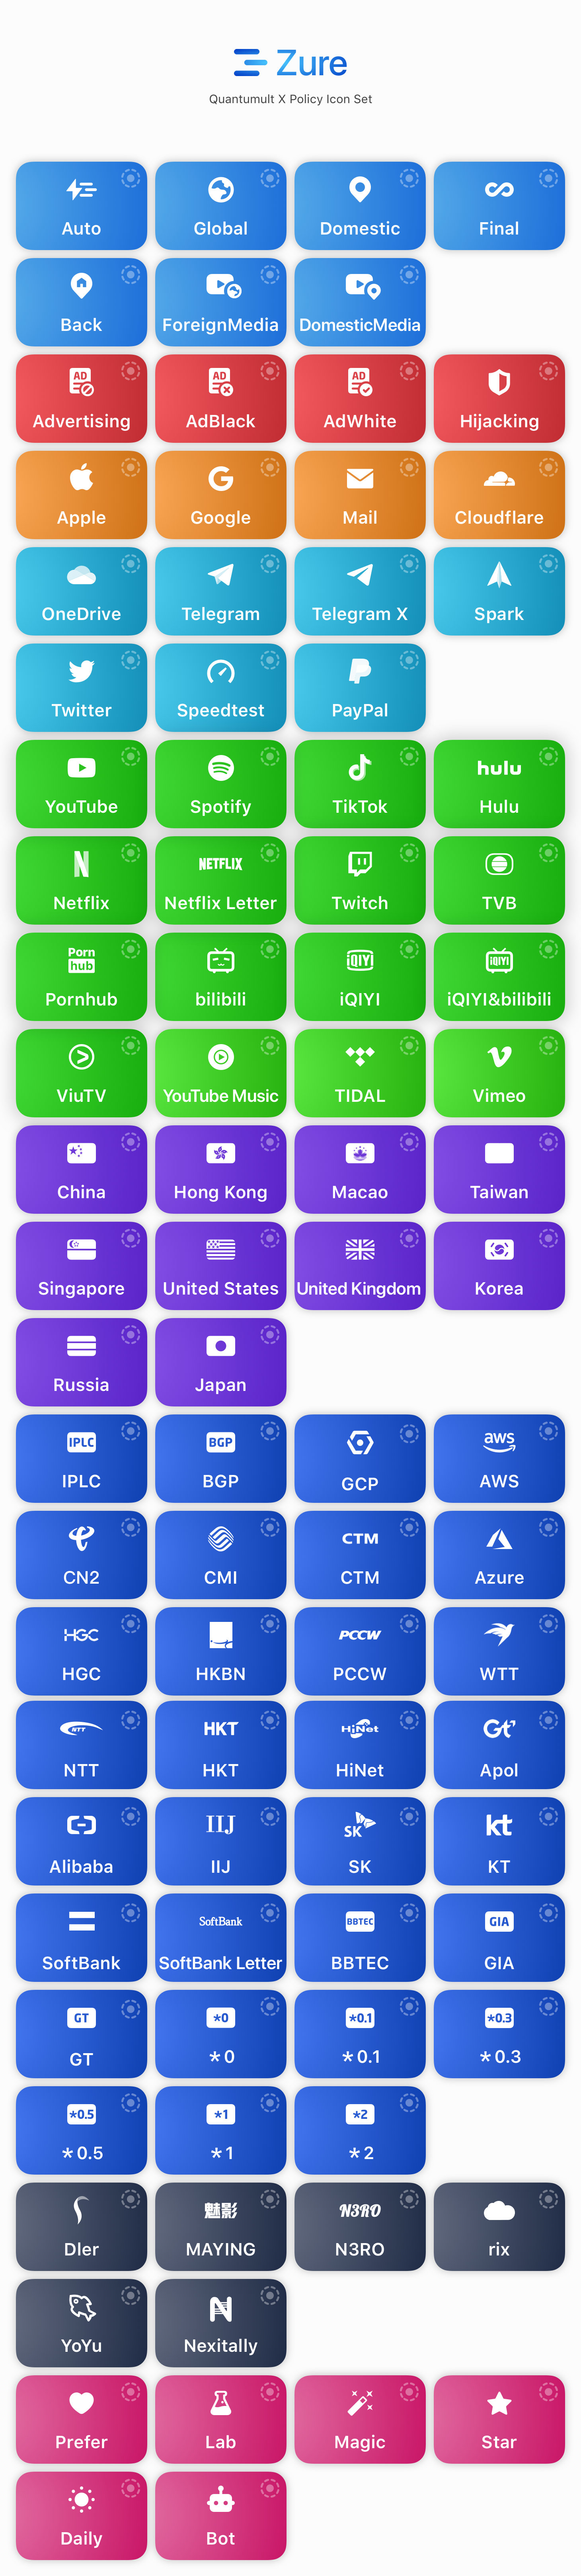 Zure
Quantumult X Policy Icon Set
Auto
Global
Domestic
Final
Back
ForeignMedia
DomesticMedia
AD
AD
AD
Advertising
AdBlack
AdWhite
Hijacking
Apple
Google
Mail
Cloudflare
OneDrive
Telegram
Telegram X
Spark
Twitter
Speedtest
PayPal
hulu
YouTube
Spotify
TikTok
Hulu
NETFLIX
Netflix
Netflix Letter
Twitch
TVB
Porn
hub
iQIYI
iQIYI
Pornhub
bilibili
iQIYI
iQIYI&bilibili
ViuTV
YouTube Music
TIDAL
Vimeo
China
Hong Kong
Macao
Taiwan
Singapore
United States
United Kingdom
Korea
Russia
Japan
IPLC
BGP
aws
IPLC
BGP
GCP
AWS
CTM
CN2
CMI
CTM
Azure
HGC
PCCW
HGC
HKBN
PCCW
WTT
NTT
HKT
HiNet
Gt
NTT
HKT
HiNet
Apol
IIJ
SK
kt
Alibaba
IIJ
SK
KT
SoftBank
BBTEC
GIA
SoftBank
SoftBank Letter
BBTEC
GIA
GT
*0
*0.1
*0.3
GT
*0
*0.1
*0.3
*0.5
*1
*2
*0.5
*1
*2
魅影
N3RO
Dler
MAYING
N3RO
rix
YoYu
Nexitally
Prefer
Lab
Magic
Star
Daily
Bot